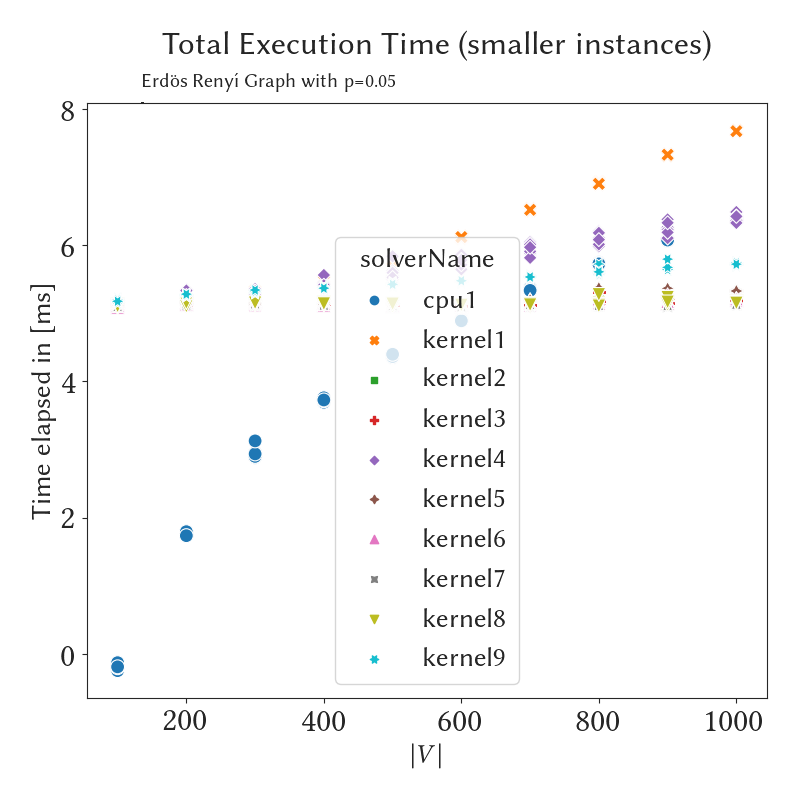 Total Execution Time (smaller instances)
Erdös Renyí Graph with p=0.05
Time elapsed in [ms]
8
6
4
2
0
solverName
cpu1
kernel1
kernel2
kernel3
kernel4
kernel5
kernel6
kernel7
kernel8
kernel9
200 400 600 800 1000
|V|